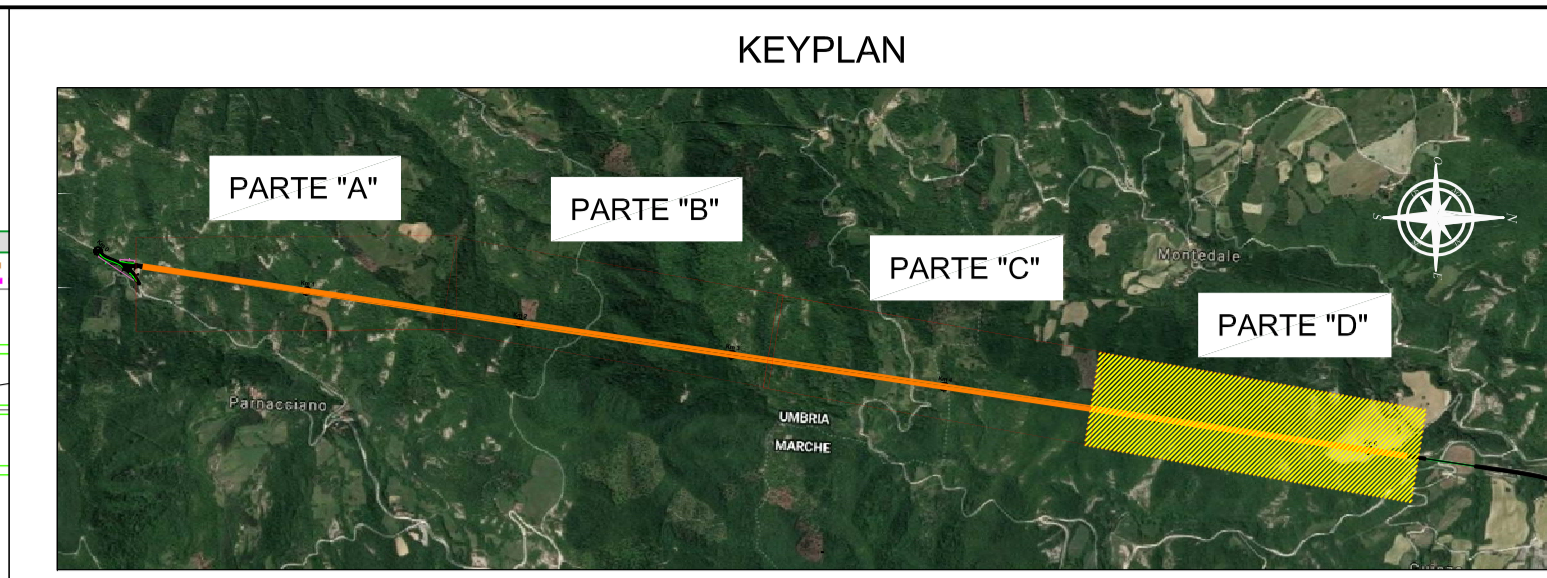 KEYPLAN
PARTE "A"
PARTE "B"
PARTE "C"
PARTE "D"
Montedale
Parnacciano
UMBRIA
MARCHE
O
S
N
E